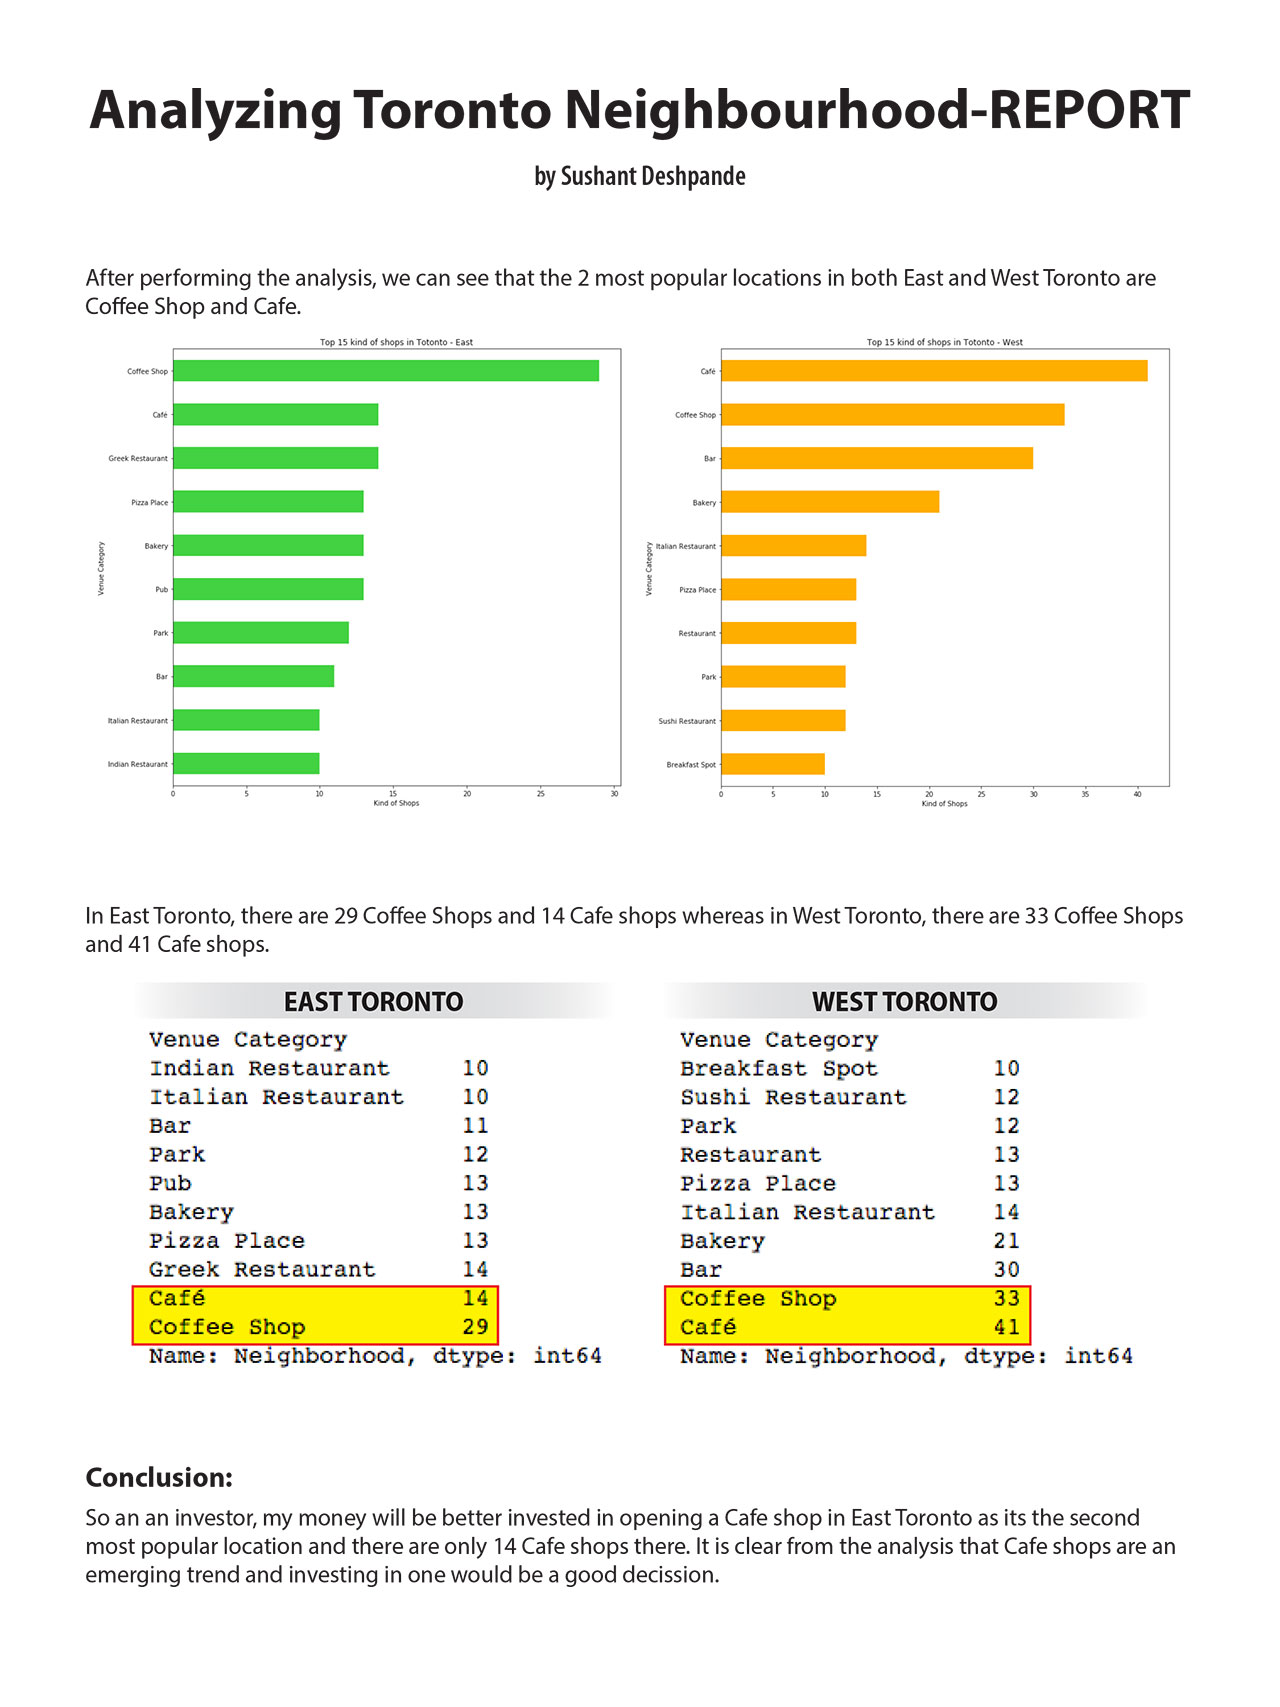 Analyzing Toronto Neighbourhood-REPORT
by Sushant Deshpande
After performing the analysis, we can see that the 2 most popular locations in both East and West Toronto are
Coffee Shop and Cafe.
Top 15 kind of shops in Totonto - East
Venue Category
Coffee Shop
Café
Greek Restaurant
Pizza Place
Bakery
Pub
Park
Bar
Italian Restaurant
Indian Restaurant
0 5 10 15 20 25 30
Kind of Shops
Top 15 kind of shops in Totonto - West
Venue Category
Café
Coffee Shop
Bar
Bakery
Italian Restaurant
Pizza Place
Restaurant
Park
Sushi Restaurant
Breakfast Spot
0 5 10 15 20 25 30 35 40
Kind of Shops
In East Toronto, there are 29 Coffee Shops and 14 Cafe shops whereas in West Toronto, there are 33 Coffee Shops
and 41 Cafe shops.
EAST TORONTO
Venue Category
Indian Restaurant 10
Italian Restaurant 10
Bar 11
Park 12
Pub 13
Bakery 13
Pizza Place 13
Greek Restaurant 14
Café 14
Coffee Shop 29
Name: Neighborhood, dtype: int64
WEST TORONTO
Venue Category
Breakfast Spot 10
Sushi Restaurant 12
Park 12
Restaurant 13
Pizza Place 13
Italian Restaurant 14
Bakery 21
Bar 30
Coffee Shop 33
Café 41
Name: Neighborhood, dtype: int64
Conclusion:
So an an investor, my money will be better invested in opening a Cafe shop in East Toronto as its the second
most popular location and there are only 14 Cafe shops there. It is clear from the analysis that Cafe shops are an
emerging trend and investing in one would be a good decission.